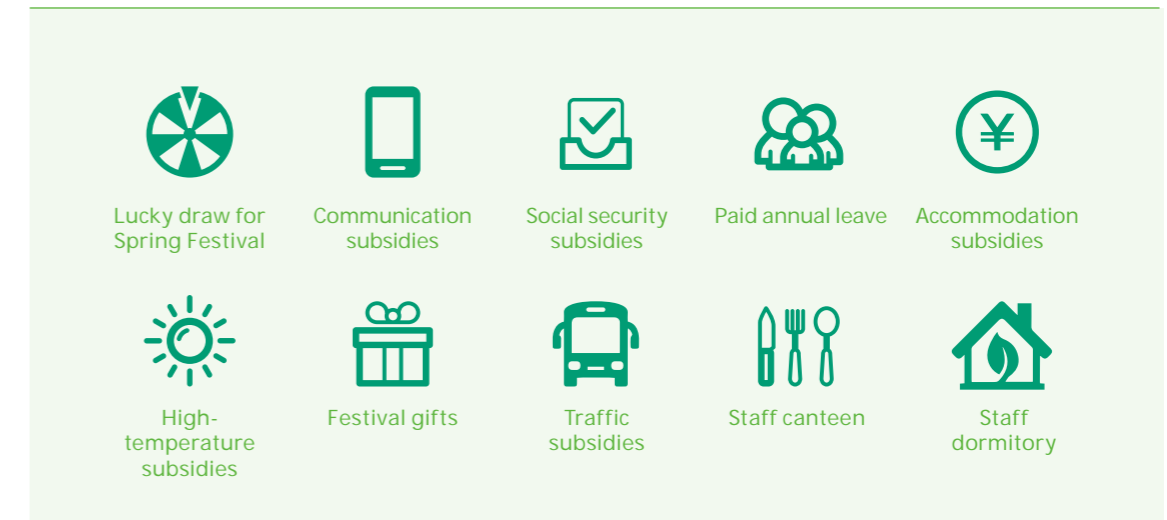 Lucky draw for
Spring Festival
Communication
subsidies
Social security
subsidies
Paid annual leave
Accommodation
subsidies
High-
temperature
subsidies
Festival gifts
Traffic
subsidies
Staff canteen
Staff
dormitory